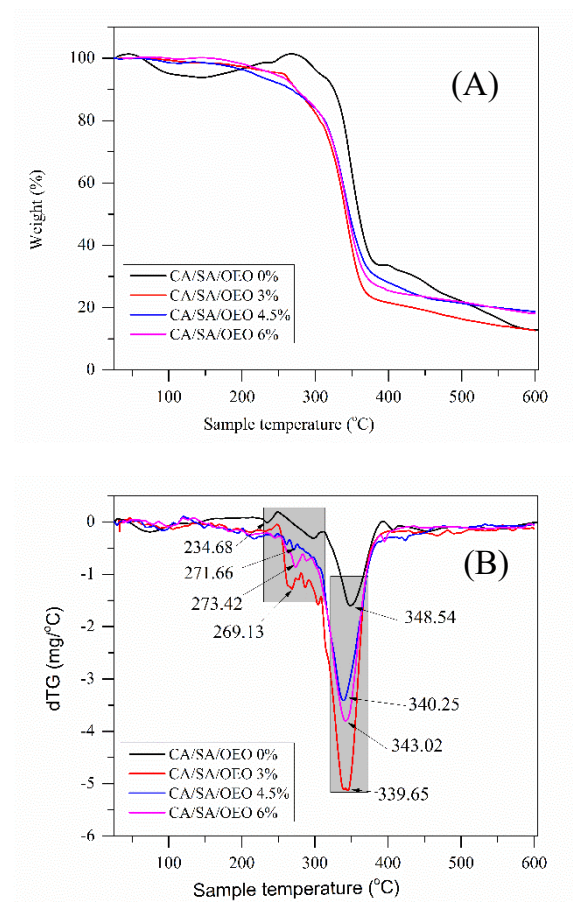 (A)
100
80
60
40
20
0
Weight (%)
CA/SA/OEO 0%
CA/SA/OEO 3%
CA/SA/OEO 4.5%
CA/SA/OEO 6%
100 200 300 400 500 600
Sample temperature (°C)
(B)
0
-1
-2
-3
-4
-5
-6
dTG (mg/°C)
234.68
271.66
273.42
269.13
348.54
340.25
343.02
339.65
CA/SA/OEO 0%
CA/SA/OEO 3%
CA/SA/OEO 4.5%
CA/SA/OEO 6%
100 200 300 400 500 600
Sample temperature (°C)